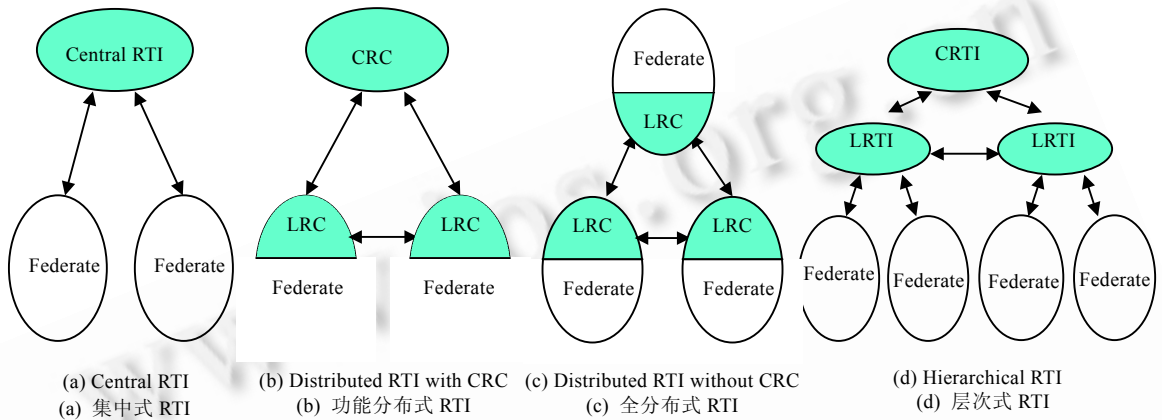 Central RTI
Federate
Federate
(a) Central RTI
(a) 集中式 RTI
CRC
LRC
LRC
Federate
Federate
(b) Distributed RTI with CRC
(b) 功能分布式 RTI
Federate
LRC
LRC
LRC
Federate
Federate
(c) Distributed RTI without CRC
(c) 全分布式 RTI
CRTI
LRTI
LRTI
Federate
Federate
Federate
Federate
(d) Hierarchical RTI
(d) 层次式 RTI